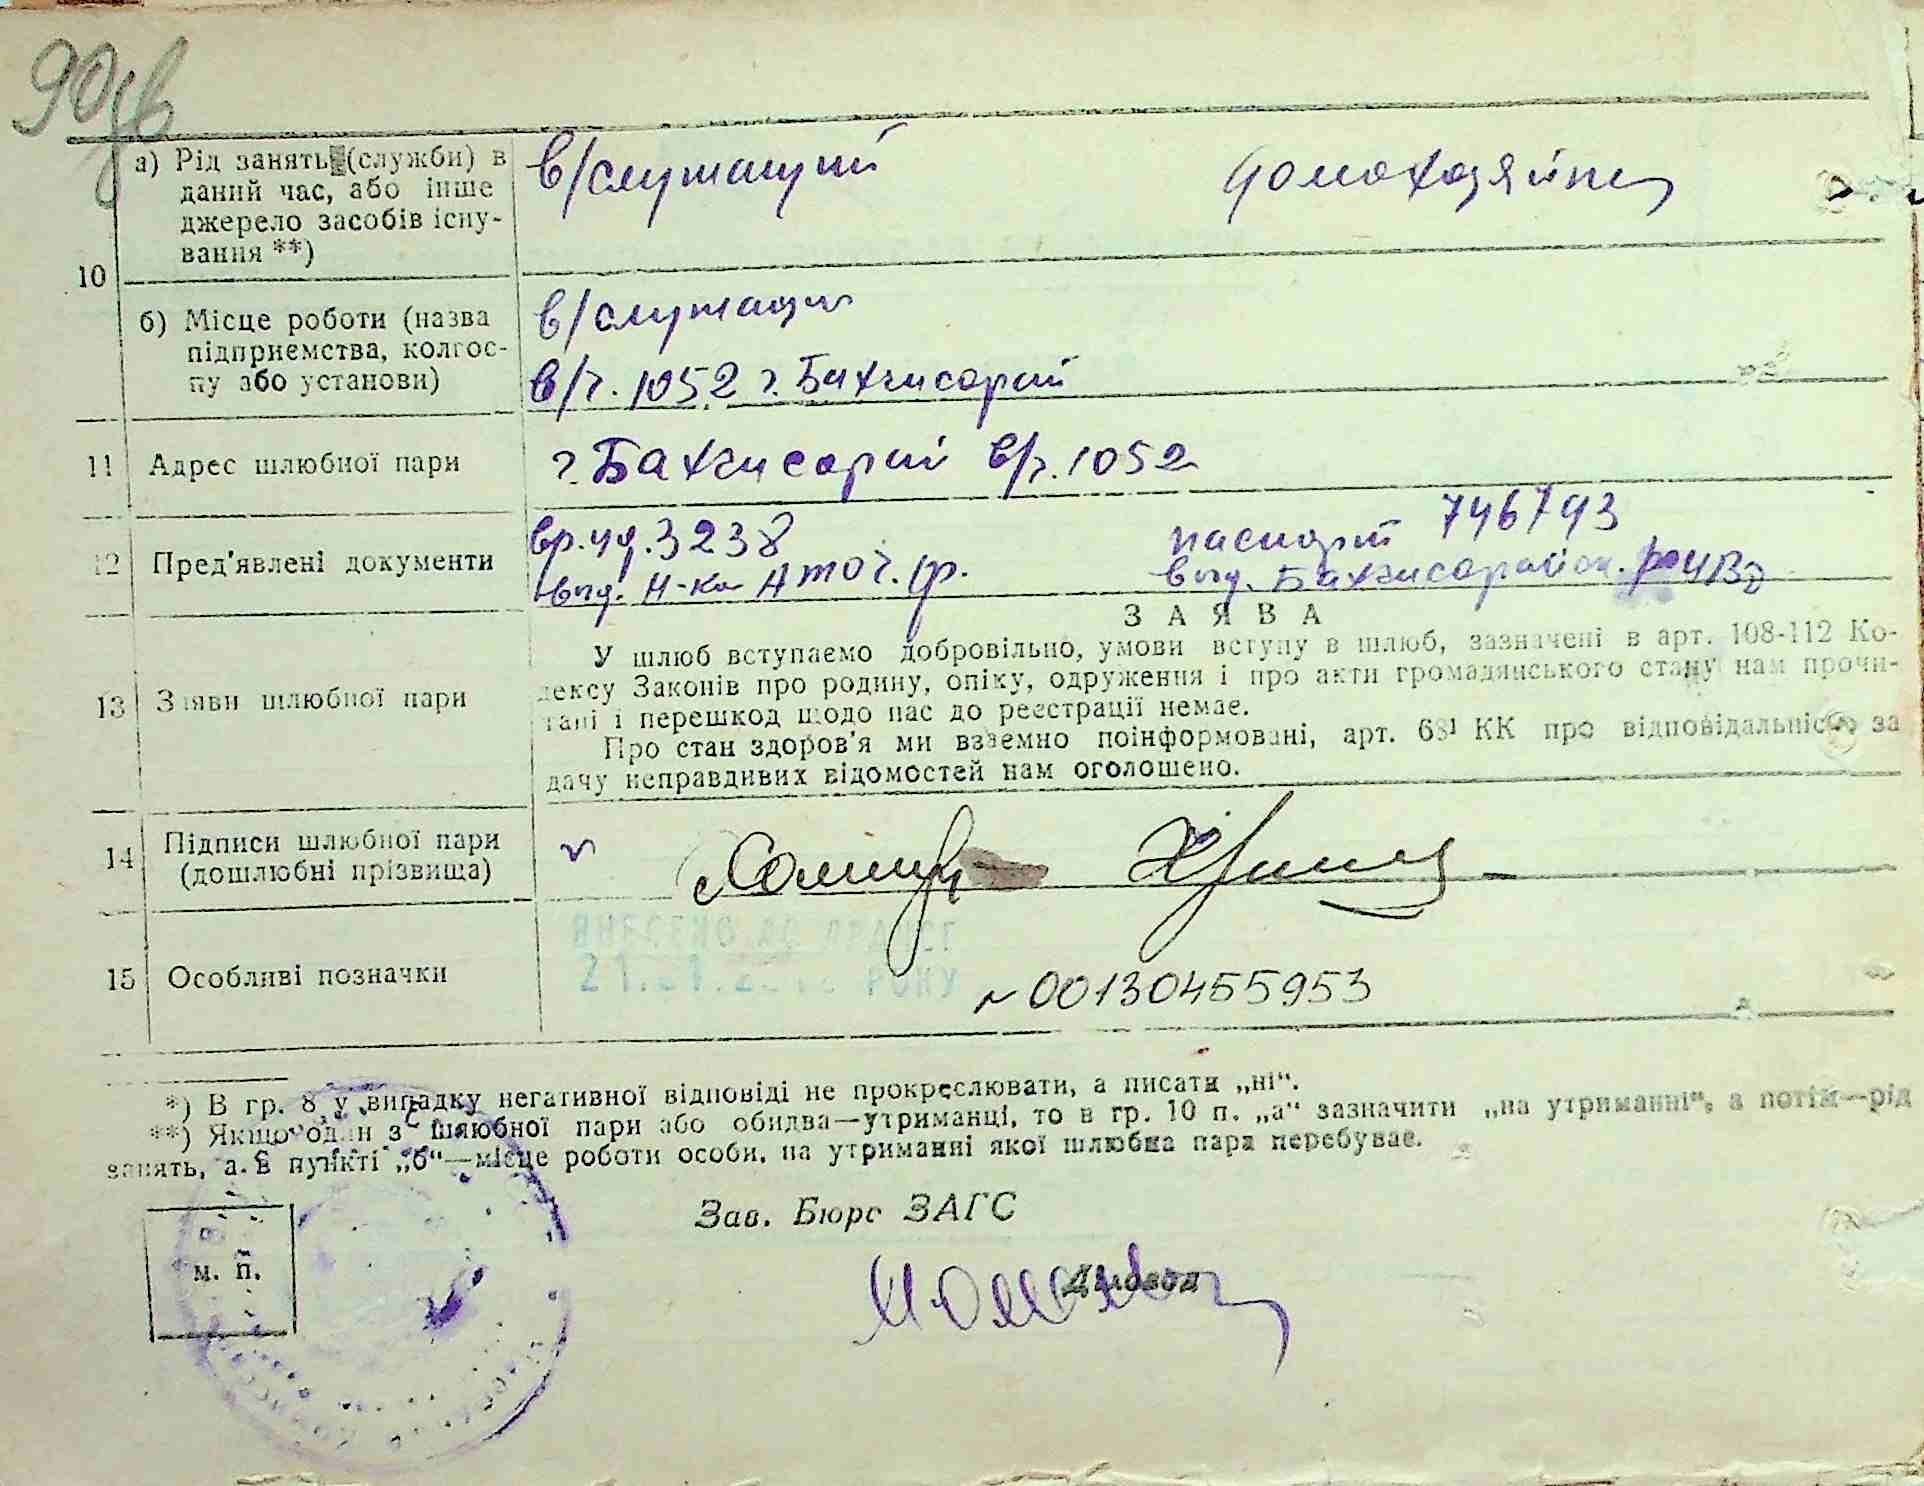 90зв
а) Рід занять (служби) в
даний час, або інше
джерело засобів існу-
вання **)
в/служащий
домохозяйка
10
б) Місце роботи (назва
підприємства, колгос-
пу або установи)
в/служащий
в/ч. 1052 г. Бахчисарай
11 Адрес шлюбної пари
г. Бахчисарай в/ч. 1052
12 Пред'явлені документи
вр. уд. 3238
выд. н-ка
паспорт 746793
выд. Бахчисарайск.
13 Заяви шлюбної пари
ЗАЯВА
У шлюб вступаємо добровільно, умови вступу в шлюб, зазначені в арт. 108-112 Ко-
дексу Законів про родину, опіку, одруження і про акти громадянського стану нам прочи-
тані і перешкод щодо нас до реєстрації немає.
Про стан здоров'я ми взаємно поінформовані, арт. 68¹ КК про відповідальність за
дачу неправдивих відомостей нам оголошено.
14 Підписи шлюбної пари
(дошлюбні прізвища)
15 Особливі позначки
ВНЕСЕНО ДО
РОКУ
N 00130455953
*) В гр. 8 у випадку негативної відповіді не прокреслювати, а писати „ні“.
**) Якщо один з шлюбної пари або обидва—утриманці, то в гр. 10 п. „а“ зазначити „на утриманні“, а потім—рід
занять, а в пункті „б“—місце роботи особи, на утриманні якої шлюбна пара перебуває.
Зав. Бюро ЗАГС
м. п.